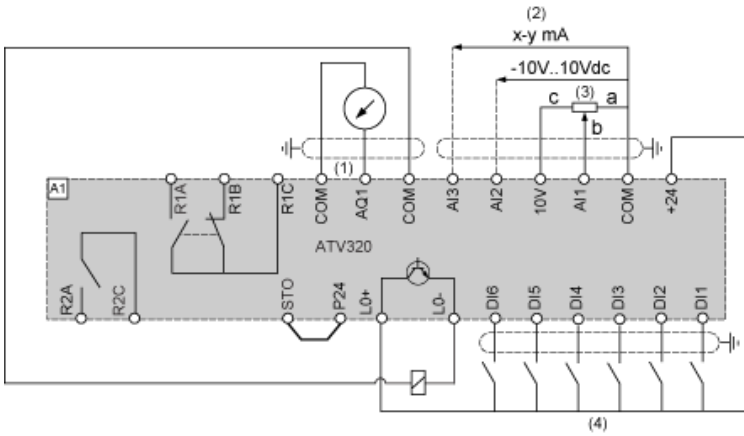 (2)
x-y mA
-10V..10Vdc
c (3) a
b
(1)
A1
R1A R1B R1C COM AQ1 COM AI3 AI2 10V AI1 COM +24
ATV320
R2A R2C STO P24 L0+ L0- DI6 DI5 DI4 DI3 DI2 DI1
(4)